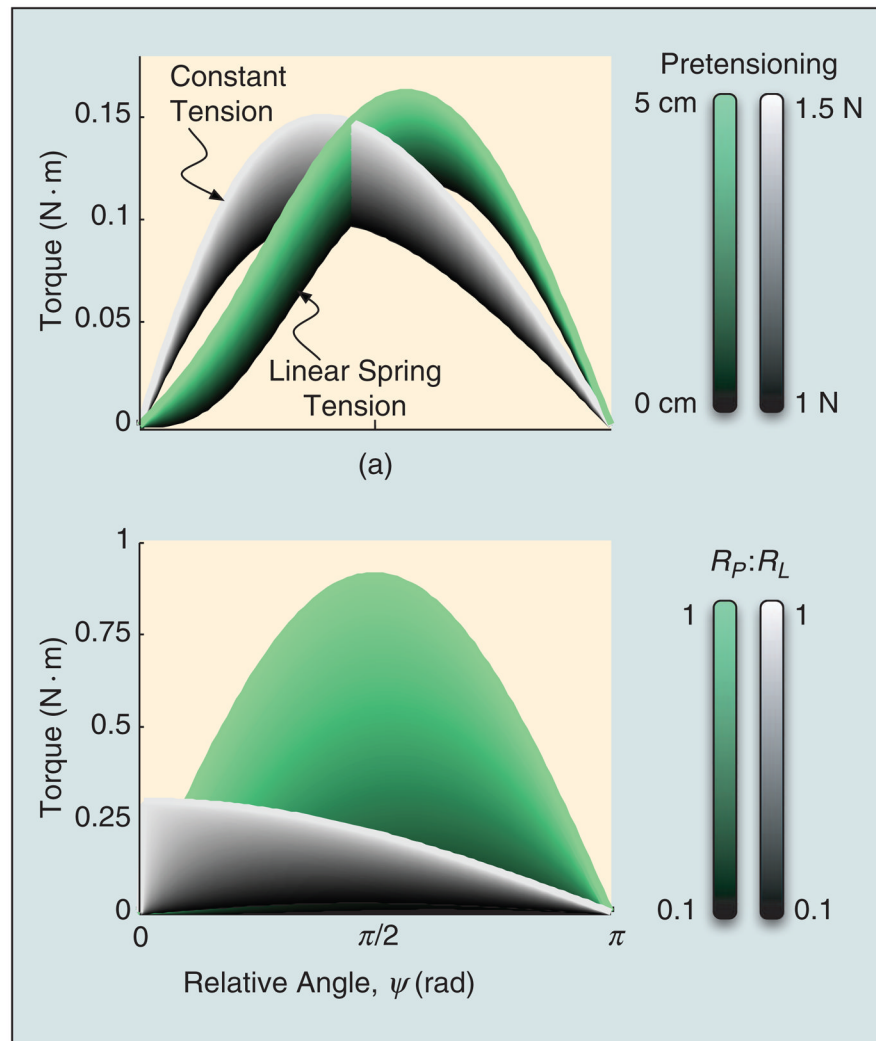 Constant
Tension
Linear Spring
Tension
Torque (N · m)
0.15
0.1
0.05
0
(a)
Pretensioning
5 cm
1.5 N
0 cm
1 N
Torque (N · m)
1
0.75
0.5
0.25
0
0
π/2
π
Relative Angle, ψ (rad)
R_P:R_L
1
1
0.1
0.1